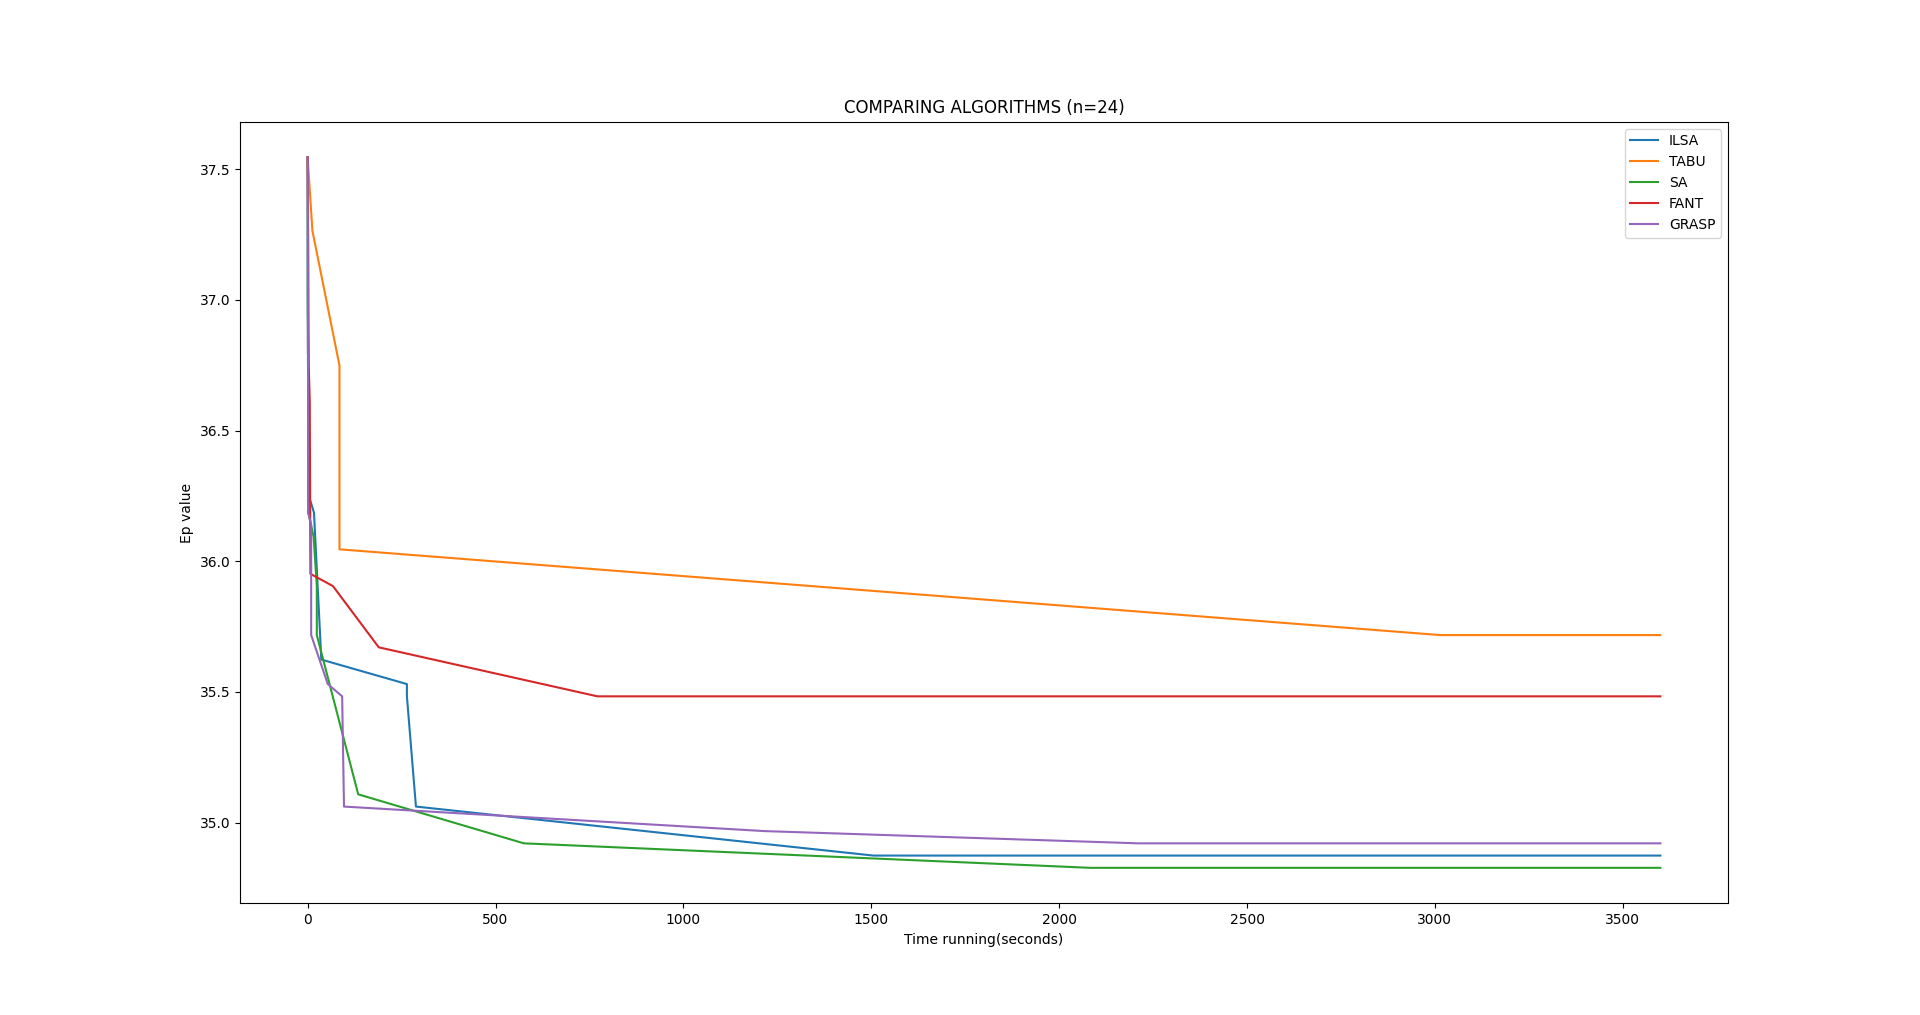 COMPARING ALGORITHMS (n=24)
ILSA
TABU
SA
FANT
GRASP
37.5
37.0
36.5
36.0
35.5
35.0
Ep value
0 500 1000 1500 2000 2500 3000 3500
Time running(seconds)